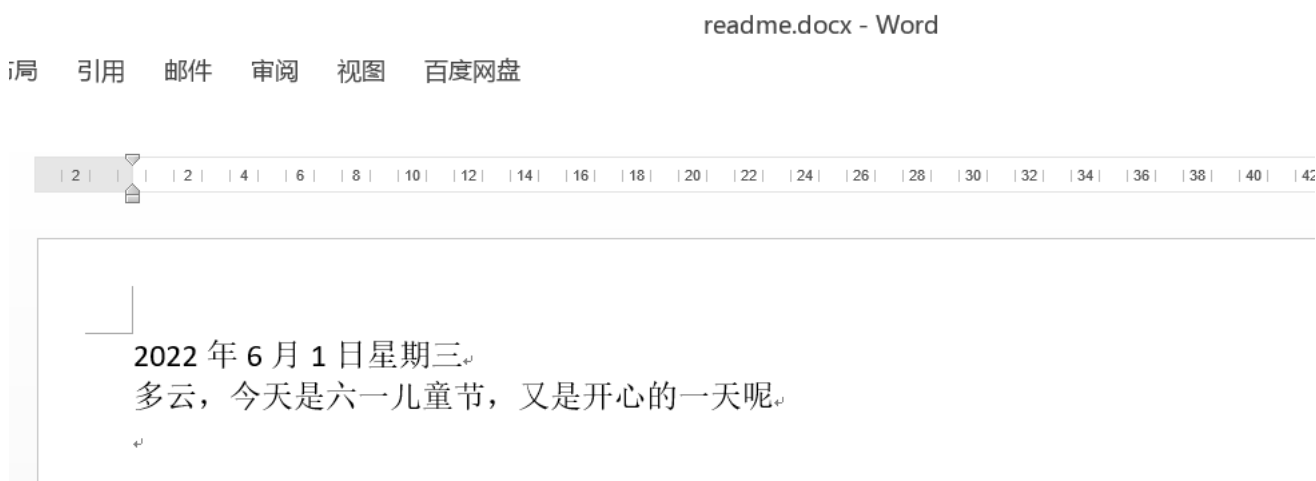 readme.docx - Word
局 引用 邮件 审阅 视图 百度网盘
2 2 4 6 8 10 12 14 16 18 20 22 24 26 28 30 32 34 36 38 40 42
2022 年 6 月 1 日星期三
多云，今天是六一儿童节，又是开心的一天呢